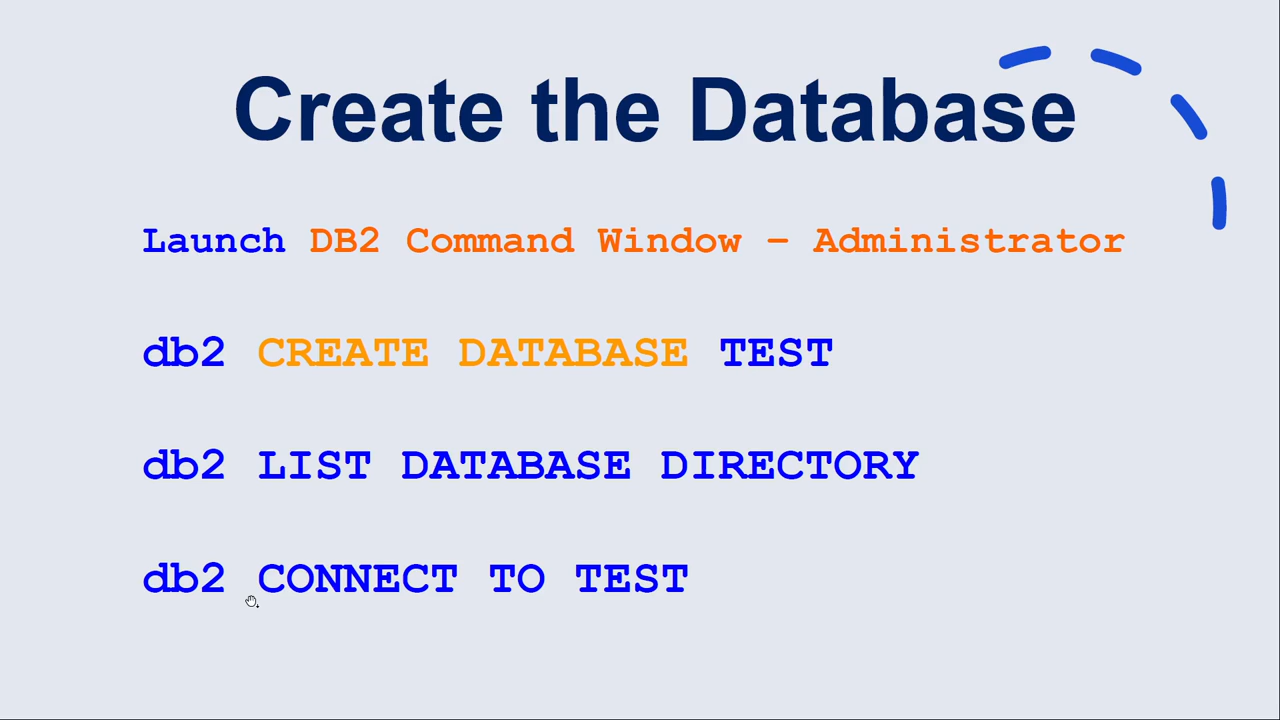 Create the Database
Launch DB2 Command Window – Administrator
db2 CREATE DATABASE TEST
db2 LIST DATABASE DIRECTORY
db2 CONNECT TO TEST